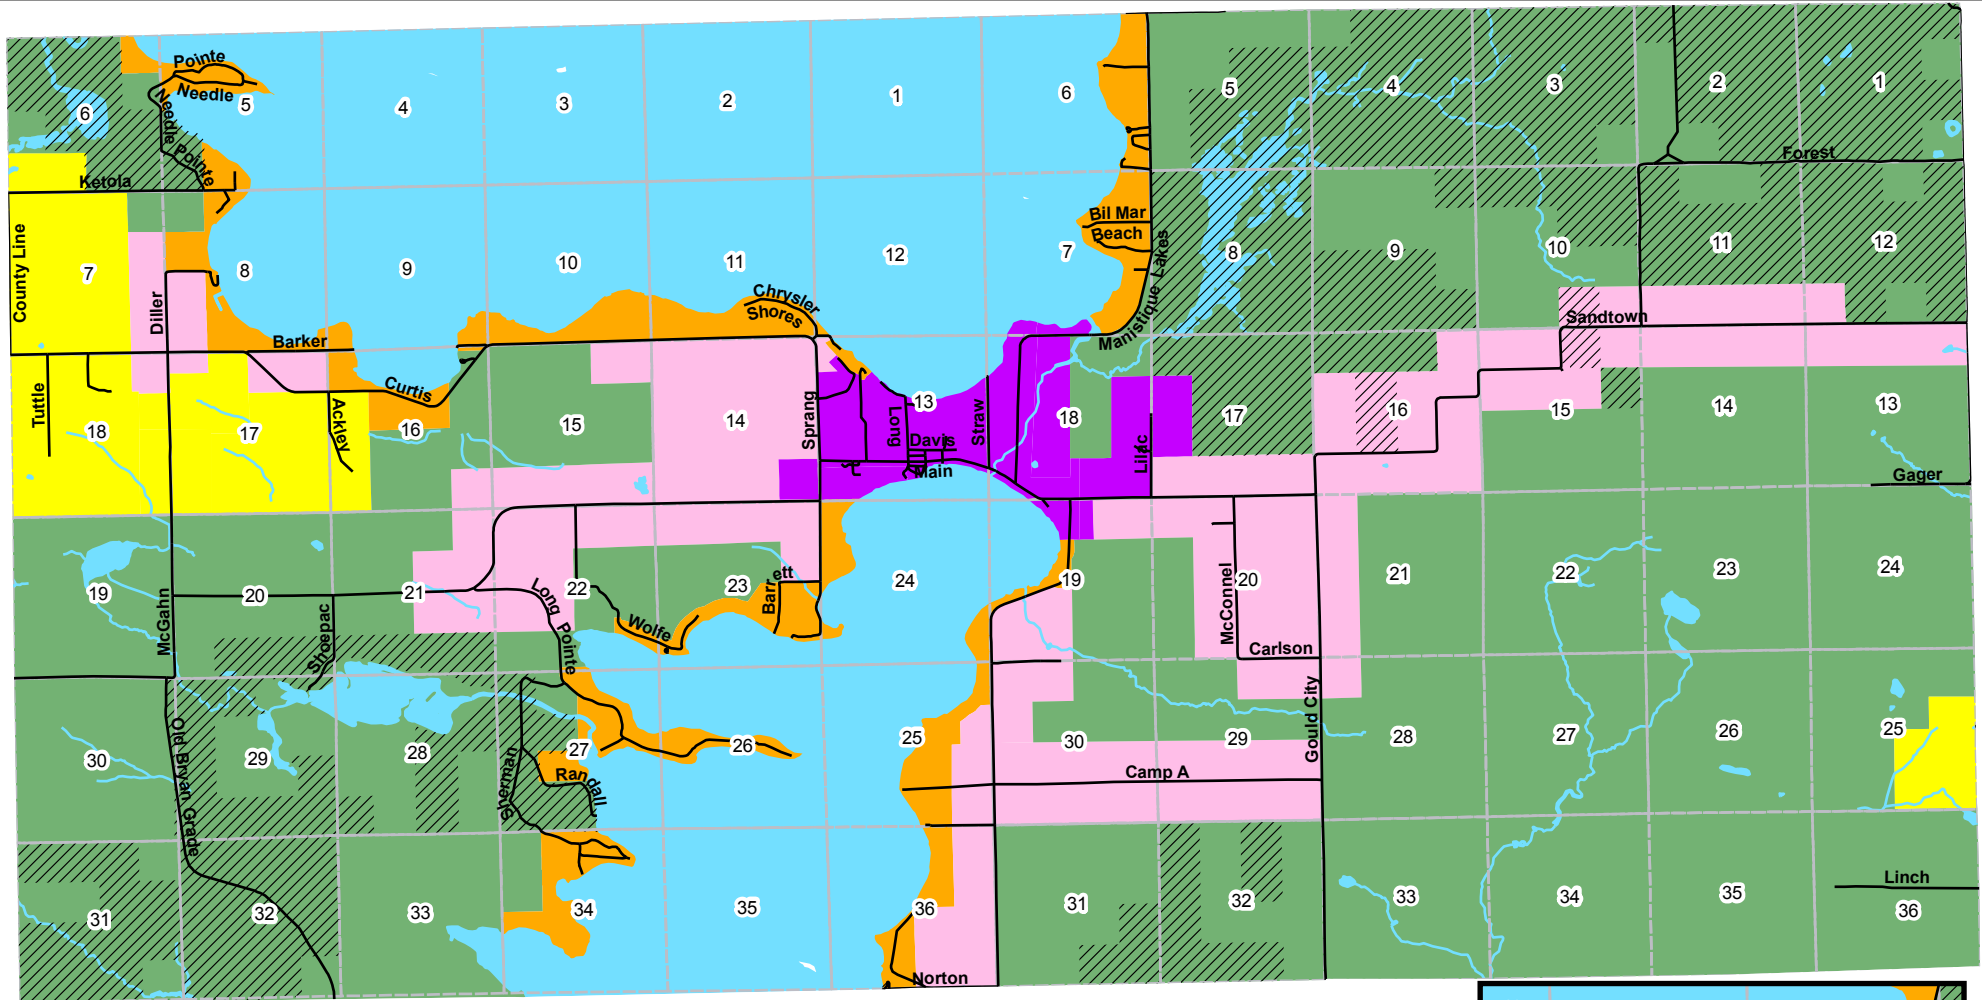 Pointe
Needle
Needle Pointe
6
5
4
3
2
1
6
5
4
3
2
1
Forest
Ketola
Bil Mar
Beach
County Line
7
Diller
8
9
10
11
12
7
Manistique Lakes
8
9
10
11
12
Chrysler
Shores
Sandtown
Barker
Curtis
Tuttle
18
17
Ackley
16
15
14
Sprang
Long
13
Davis
Straw
Main
18
Lilac
17
16
15
14
13
Gager
19
McGahn
20
Shoepac
21
Long Pointe
22
Wolfe
23
Barrett
24
19
McConnel
20
Carlson
Gould City
21
22
23
24
30
Old Bryan Grade
29
28
Sherman
27
Randall
26
25
30
29
Camp A
28
27
26
25
31
32
33
34
35
36
Norton
31
32
33
34
35
Linch
36